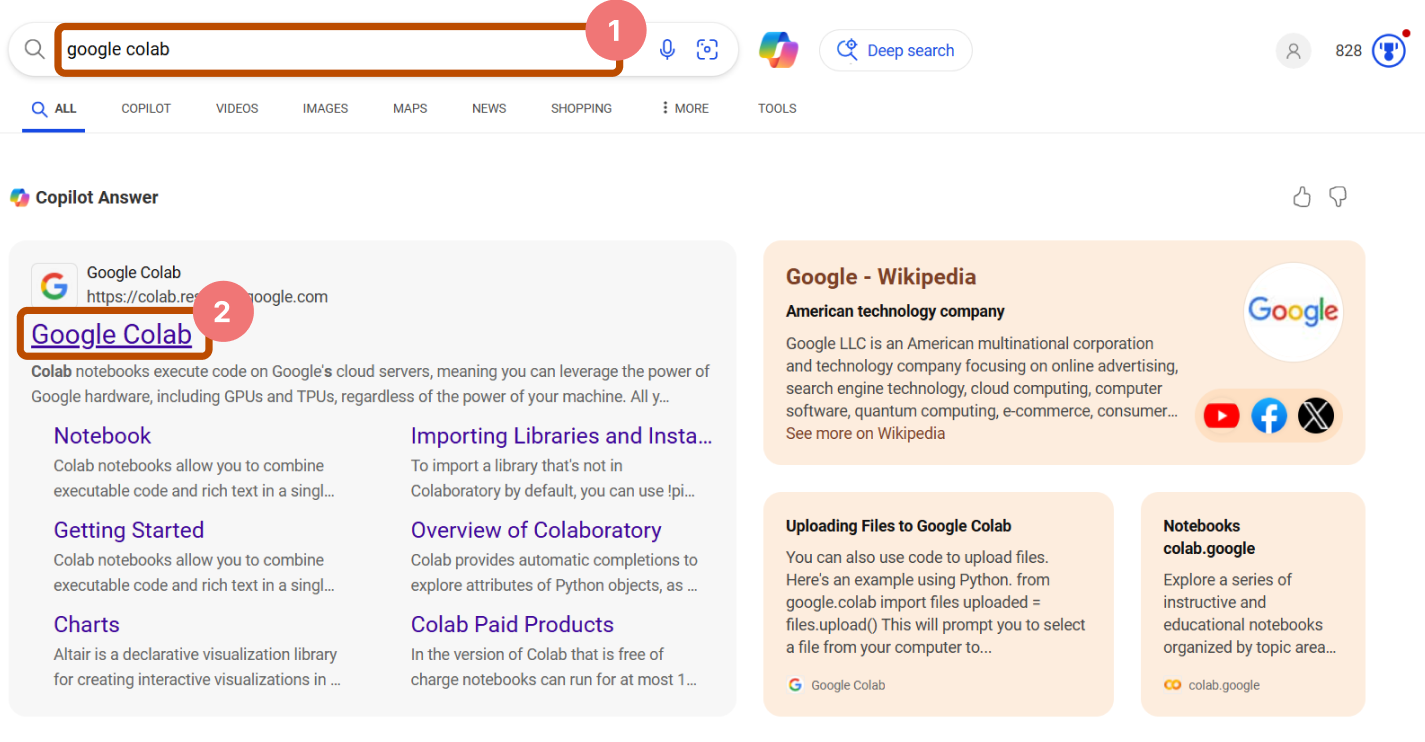 google colab
1
Deep search
828
ALL
COPILOT
VIDEOS
IMAGES
MAPS
NEWS
SHOPPING
MORE
TOOLS
Copilot Answer
Google Colab
https://colab.res google.com
2
Google Colab
Colab notebooks execute code on Google's cloud servers, meaning you can leverage the power of
Google hardware, including GPUs and TPUs, regardless of the power of your machine. All y...
Notebook
Colab notebooks allow you to combine
executable code and rich text in a singl...
Importing Libraries and Insta...
To import a library that's not in
Colaboratory by default, you can use !pi...
Getting Started
Colab notebooks allow you to combine
executable code and rich text in a singl...
Overview of Colaboratory
Colab provides automatic completions to
explore attributes of Python objects, as ...
Charts
Altair is a declarative visualization library
for creating interactive visualizations in ...
Colab Paid Products
In the version of Colab that is free of
charge notebooks can run for at most 1...
Google - Wikipedia
American technology company
Google LLC is an American multinational corporation
and technology company focusing on online advertising,
search engine technology, cloud computing, computer
software, quantum computing, e-commerce, consumer...
See more on Wikipedia
Google
Uploading Files to Google Colab
You can also use code to upload files.
Here's an example using Python. from
google.colab import files uploaded =
files.upload() This will prompt you to select
a file from your computer to...
Google Colab
Notebooks
colab.google
Explore a series of
instructive and
educational notebooks
organized by topic area...
colab.google